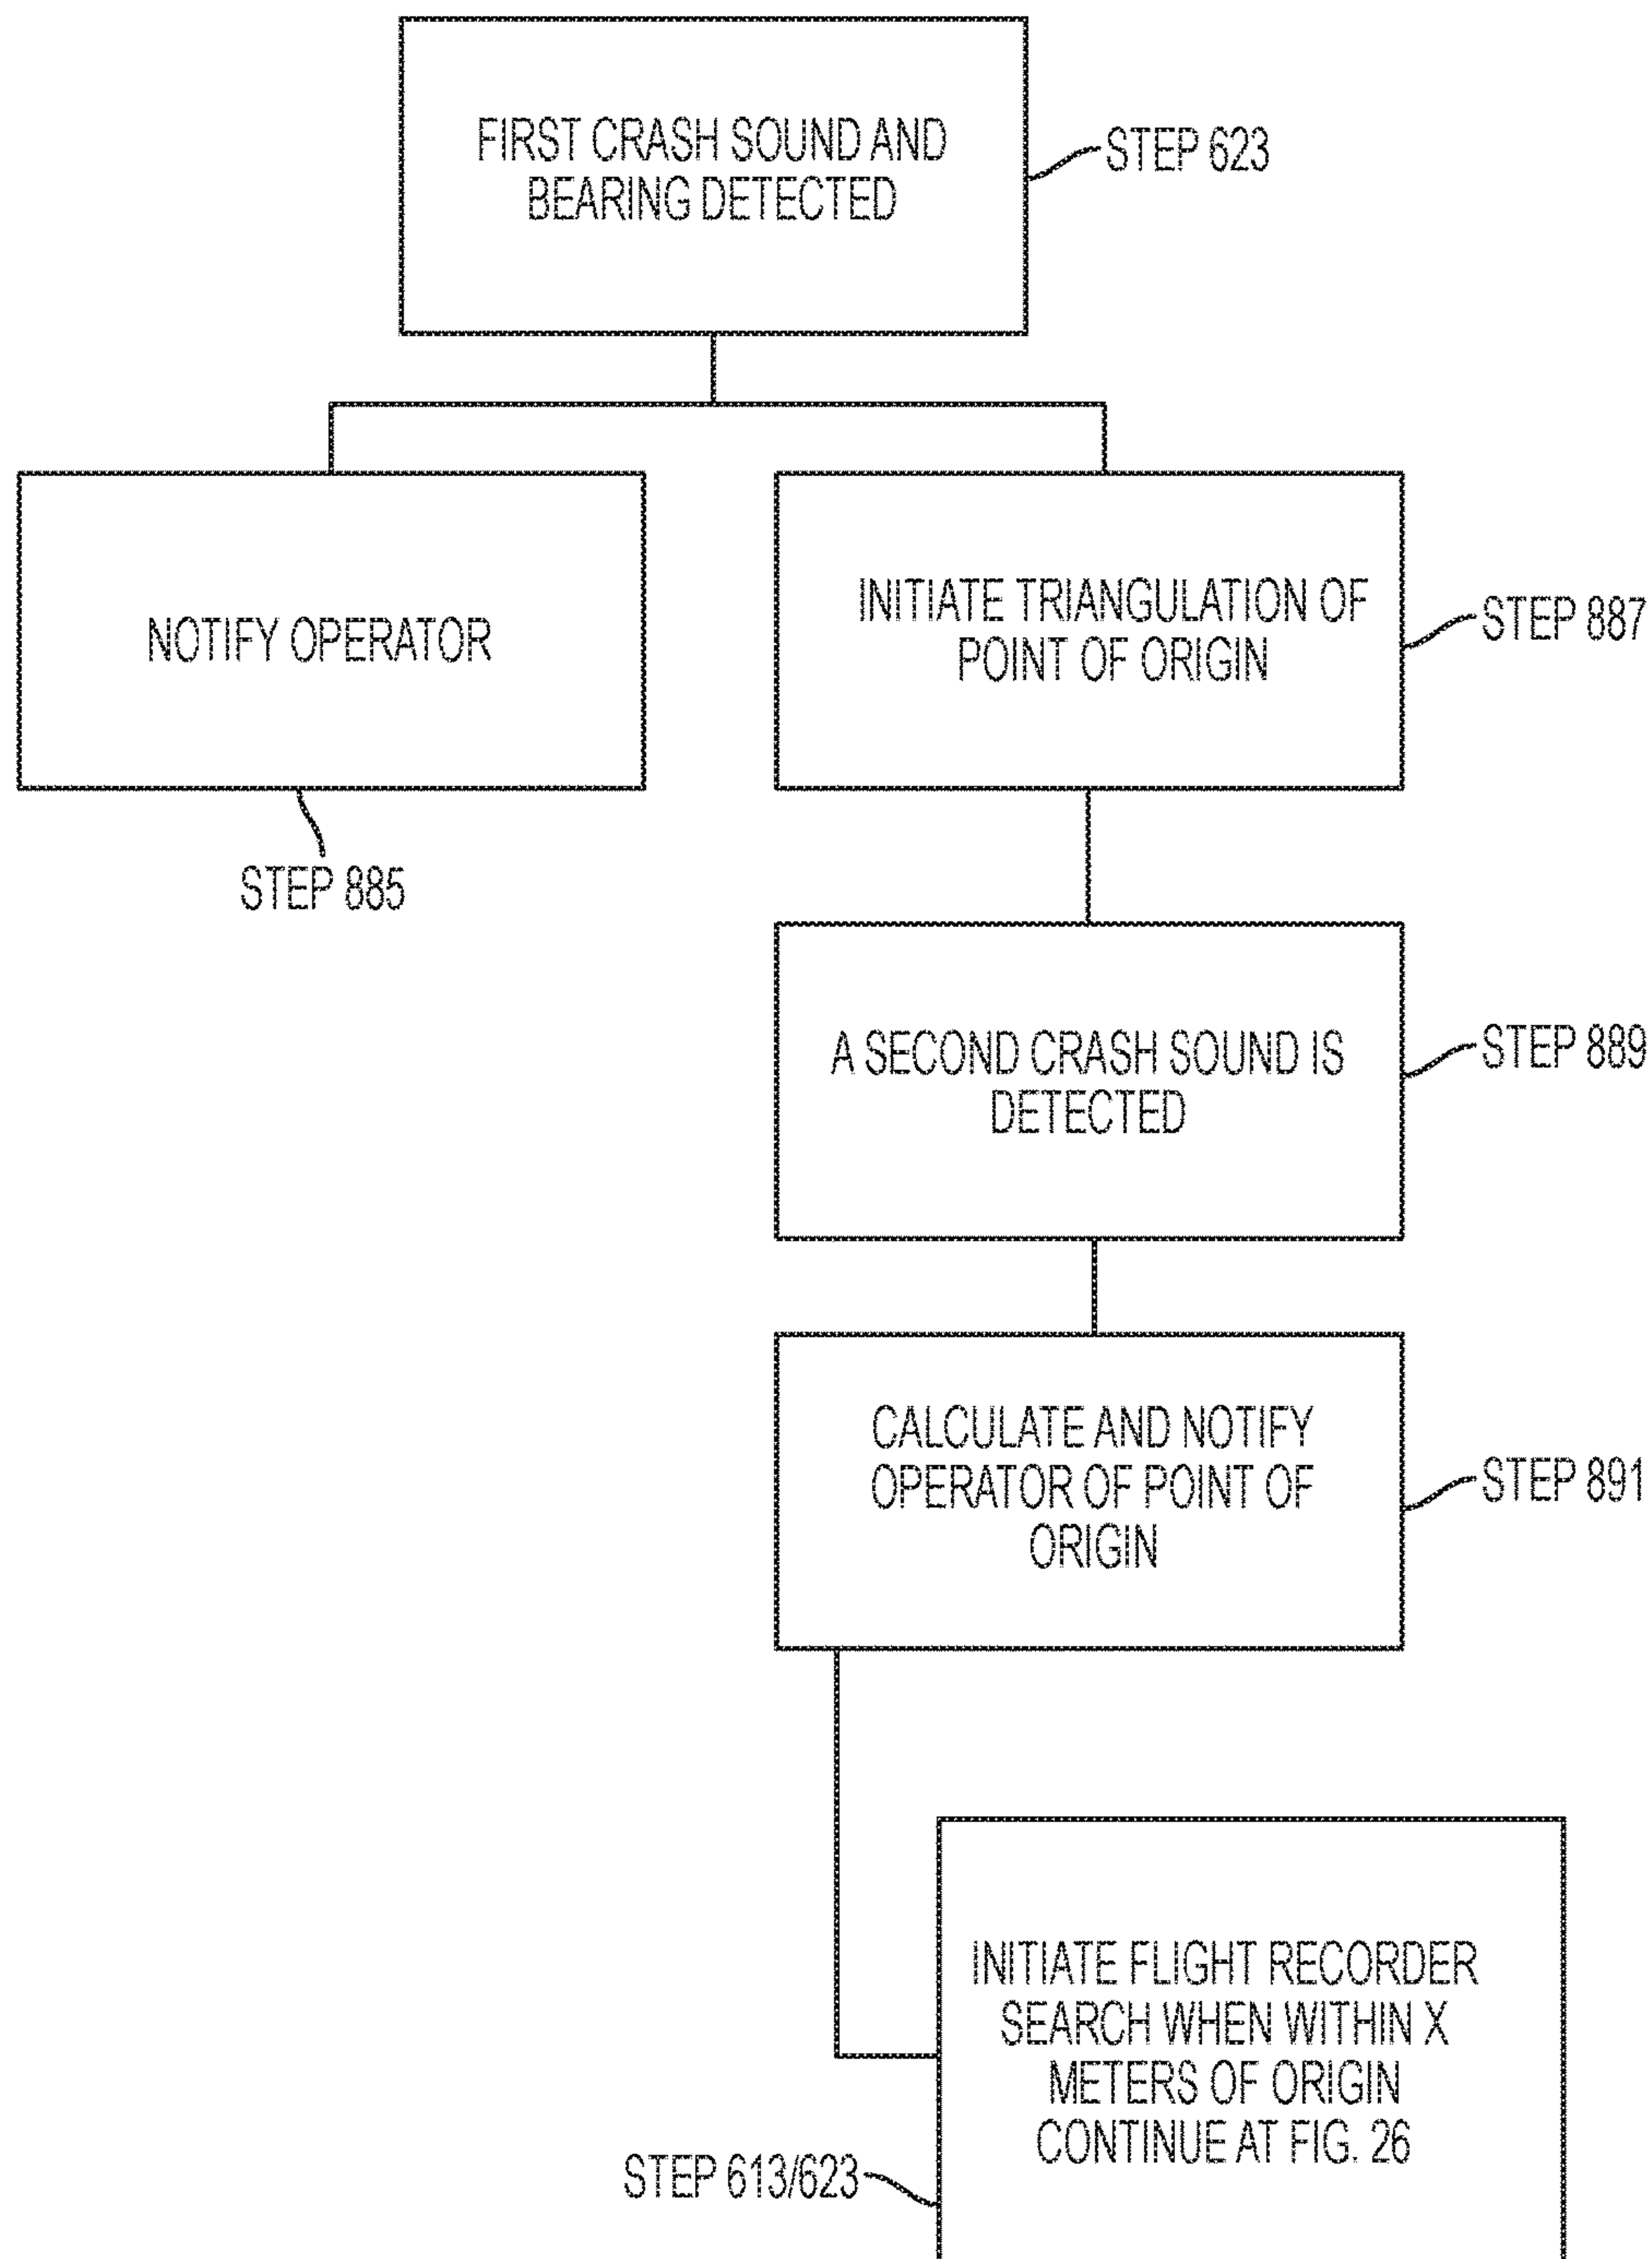 FIRST CRASH SOUND AND
BEARING DETECTED
STEP 623
NOTIFY OPERATOR
STEP 885
INITIATE TRIANGULATION OF
POINT OF ORIGIN
STEP 887
A SECOND CRASH SOUND IS
DETECTED
STEP 889
CALCULATE AND NOTIFY
OPERATOR OF POINT OF
ORIGIN
STEP 891
INITIATE FLIGHT RECORDER
SEARCH WHEN WITHIN X
METERS OF ORIGIN
CONTINUE AT FIG. 26
STEP 613/623